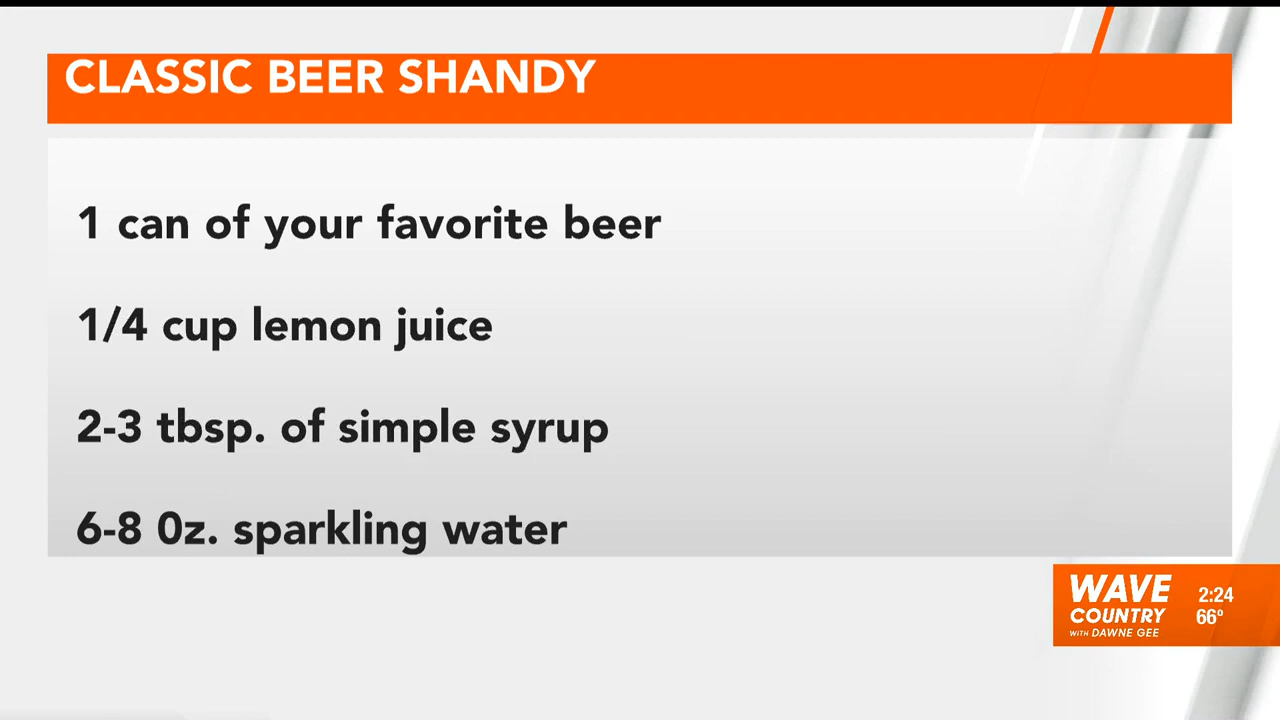 CLASSIC BEER SHANDY
1 can of your favorite beer
1/4 cup lemon juice
2-3 tbsp. of simple syrup
6-8 0z. sparkling water
WAVE
COUNTRY
WITH DAWNE GEE
2:24
66º